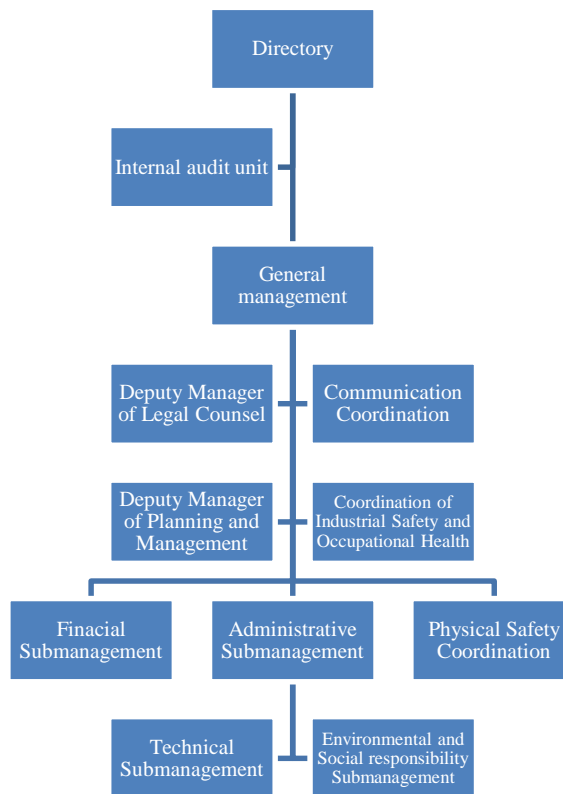 Directory
Internal audit unit
General
management
Deputy Manager
of Legal Counsel
Communication
Coordination
Deputy Manager
of Planning and
Management
Coordination of
Industrial Safety and
Occupational Health
Finacial
Submanagement
Administrative
Submanagement
Physical Safety
Coordination
Technical
Submanagement
Environmental and
Social responsibility
Submanagement